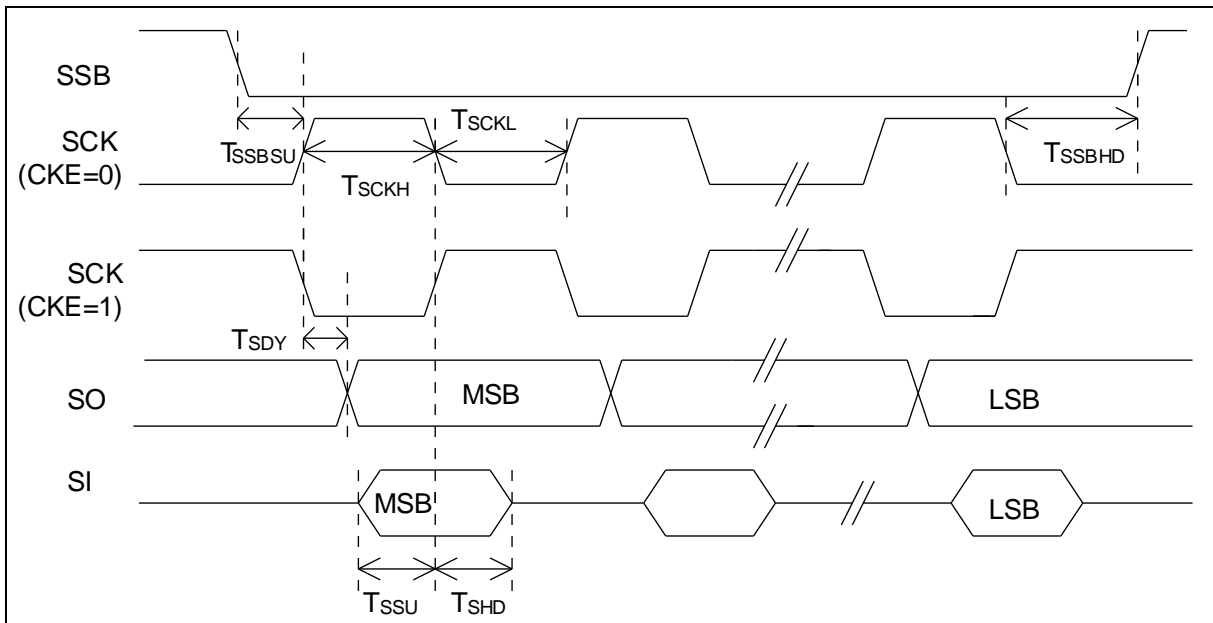 SSB
TSSBSU
TSCKL
TSSBHD
SCK
(CKE=0)
TSCKH
SCK
(CKE=1)
TSDY
SO
MSB
LSB
SI
MSB
LSB
TSSU
TSHD